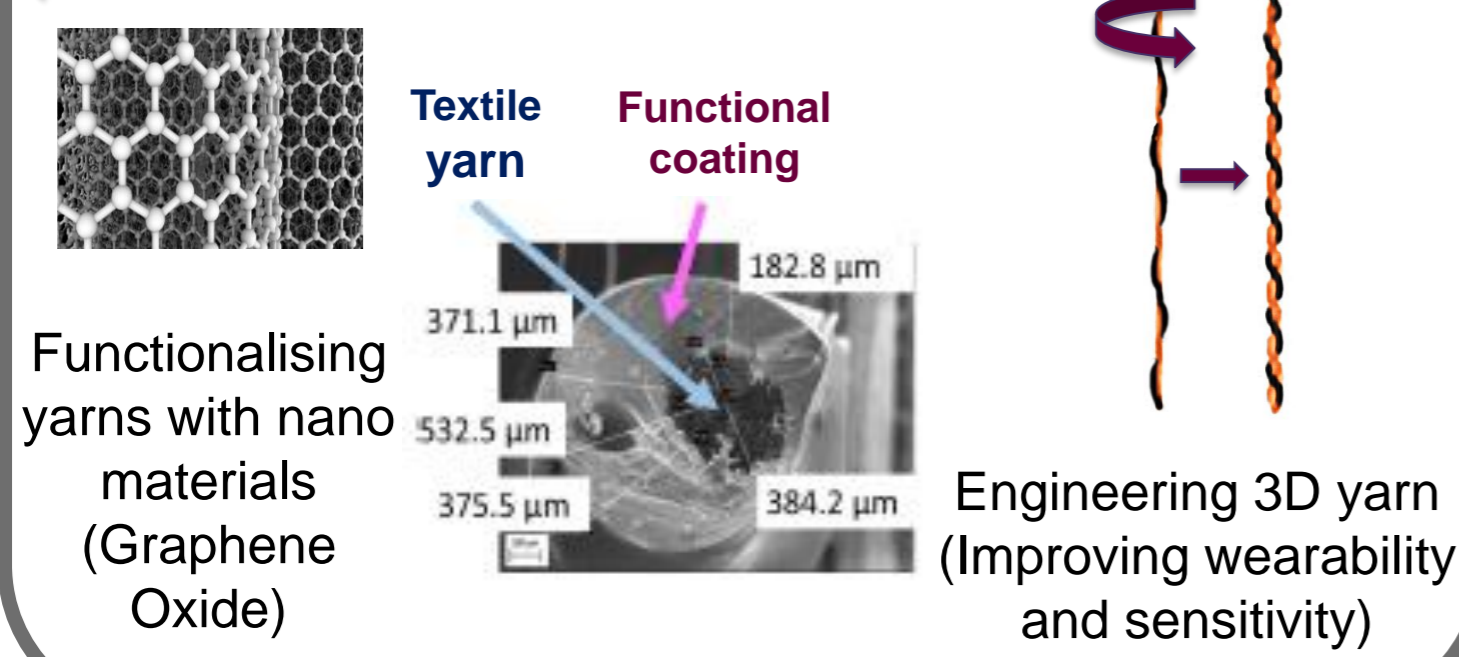 Textile
yarn
Functional
coating
182.8 µm
371.1 µm
532.5 µm
375.5 µm
384.2 µm
Functionalising
yarns with nano
materials
(Graphene
Oxide)
Engineering 3D yarn
(Improving wearability
and sensitivity)